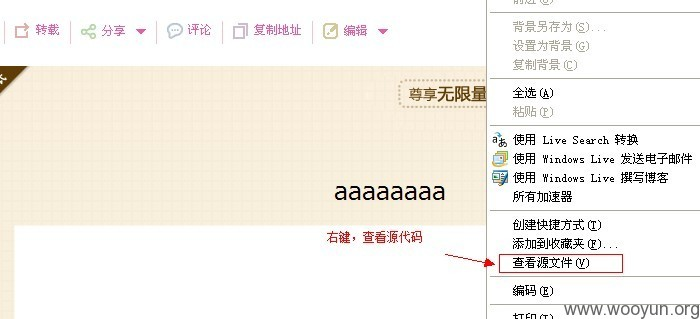 转载 分享 评论 复制地址 编辑
尊享无限量
aaaaaaaa
右键，查看源代码
背景另存为(S)...
设置为背景(G)
复制背景(C)
全选(A)
粘贴(P)
使用 Live Search 转换
使用 Windows Live 发送电子邮件
使用 Windows Live 撰写博客
所有加速器
创建快捷方式(T)
添加到收藏夹(F)...
查看源文件(V)
编码(E)
www.wooyun.org